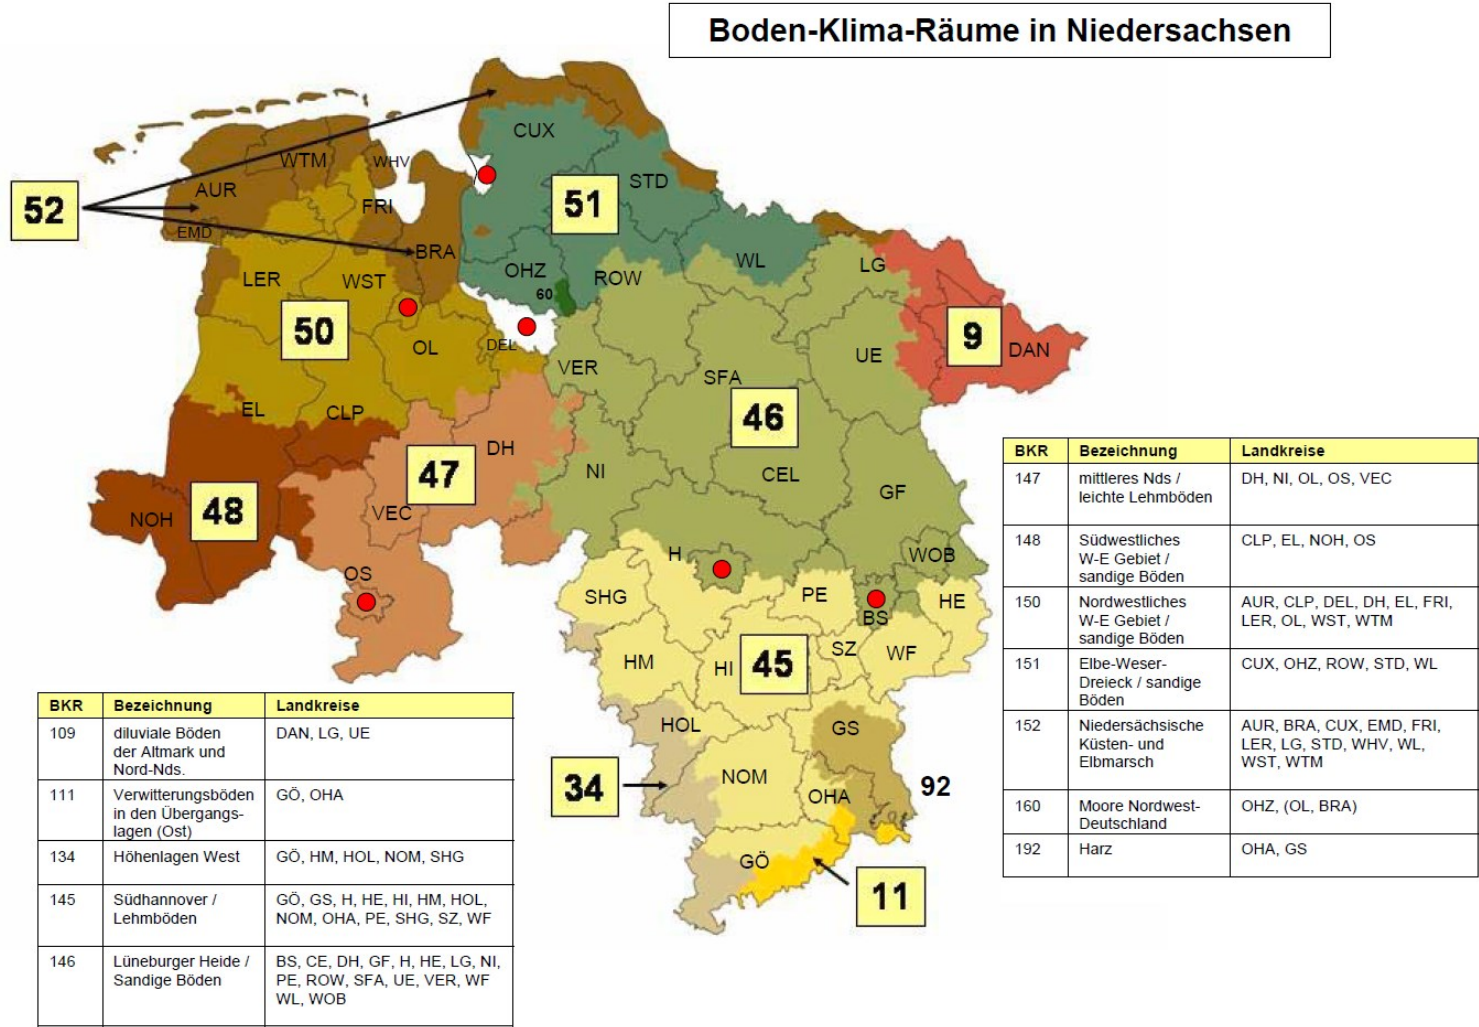 Boden-Klima-Räume in Niedersachsen
CUX
WTM
WHV
AUR
STD
52
51
FRI
EMD
BRA
WL
LG
LER
WST
OHZ
ROW
60
50
9
OL
DEL
DAN
UE
VER
SFA
EL
CLP
46
DH
NI
47
CEL
GF
48
NOH
VEC
H
WOB
OS
SHG
PE
HE
BS
HM
HI
45
SZ
WF
HOL
GS
34
NOM
OHA
92
GÖ
11
BKR Bezeichnung Landkreise
109 diluviale Böden DAN, LG, UE
der Altmark und
Nord-Nds.
111 Verwitterungsböden GÖ, OHA
in den Übergangs-
lagen (Ost)
134 Höhenlagen West GÖ, HM, HOL, NOM, SHG
145 Südhannover / GÖ, GS, H, HE, HI, HM, HOL,
Lehmböden NOM, OHA, PE, SHG, SZ, WF
146 Lüneburger Heide / BS, CE, DH, GF, H, HE, LG, NI,
Sandige Böden PE, ROW, SFA, UE, VER, WF
WL, WOB
BKR Bezeichnung Landkreise
147 mittleres Nds / DH, NI, OL, OS, VEC
leichte Lehmböden
148 Südwestliches CLP, EL, NOH, OS
W-E Gebiet /
sandige Böden
150 Nordwestliches AUR, CLP, DEL, DH, EL, FRI,
W-E Gebiet / LER, OL, WST, WTM
sandige Böden
151 Elbe-Weser- CUX, OHZ, ROW, STD, WL
Dreieck / sandige
Böden
152 Niedersächsische AUR, BRA, CUX, EMD, FRI,
Küsten- und LER, LG, STD, WHV, WL,
Elbmarsch WST, WTM
160 Moore Nordwest- OHZ, (OL, BRA)
Deutschland
192 Harz OHA, GS